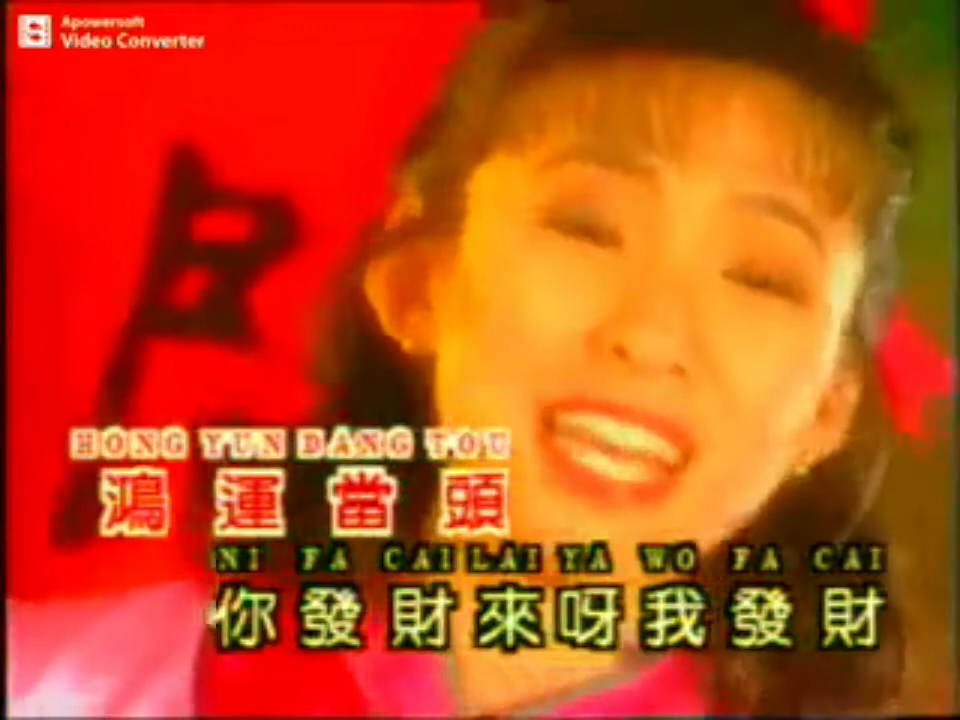 Apowersoft
Video Converter
HONG YUN DANG TOU
鴻運當頭
NI FA CAI LAI YA WO FA CAI
你發財來呀我發財